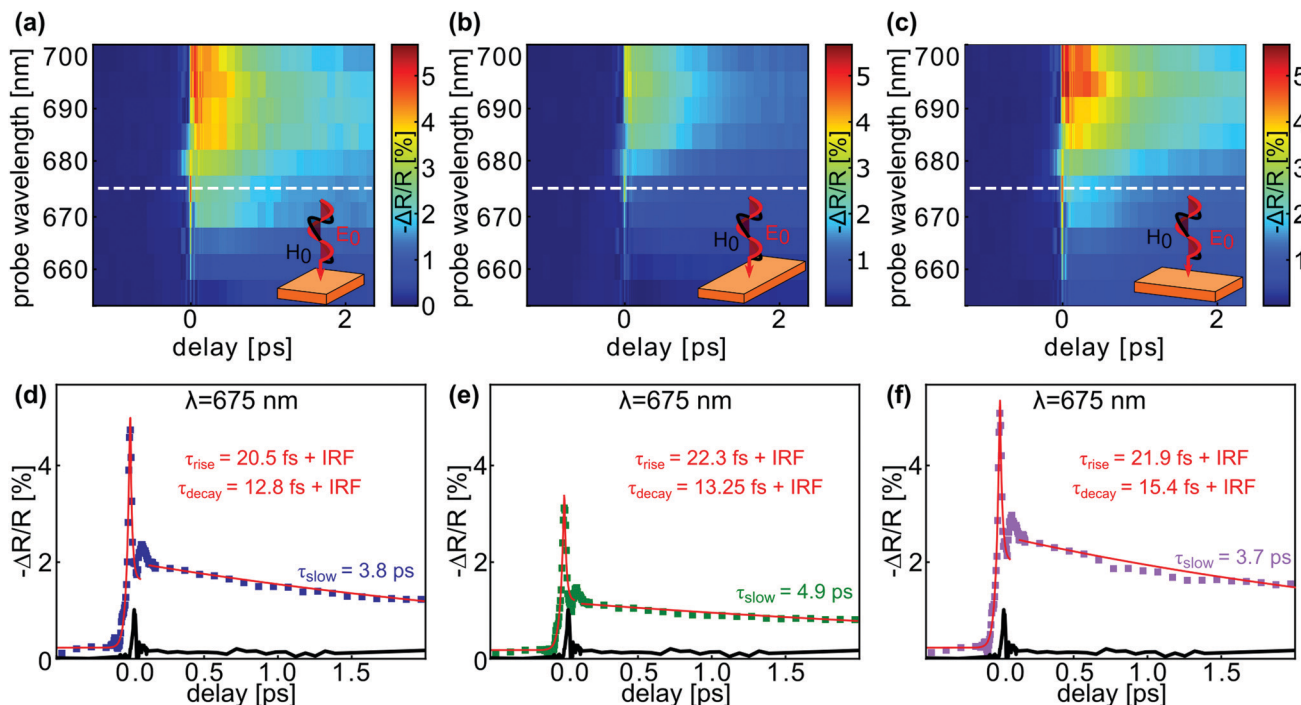 (a)
probe wavelength [nm]
700
690
680
670
660
0
2
delay [ps]
H0
E0
5
4
3
2
1
0
-ΔR/R [%]
(b)
probe wavelength [nm]
700
690
680
670
660
0
2
delay [ps]
H0
E0
5
4
3
2
1
-ΔR/R [%]
(c)
probe wavelength [nm]
700
690
680
670
660
0
2
delay [ps]
H0
E0
5
4
3
2
1
-ΔR/R [%]
(d)
λ=675 nm
τrise = 20.5 fs + IRF
τdecay = 12.8 fs + IRF
τslow = 3.8 ps
-ΔR/R [%]
4
2
0
0.0 0.5 1.0 1.5
delay [ps]
(e)
λ=675 nm
τrise = 22.3 fs + IRF
τdecay = 13.25 fs + IRF
τslow = 4.9 ps
-ΔR/R [%]
4
2
0
0.0 0.5 1.0 1.5
delay [ps]
(f)
λ=675 nm
τrise = 21.9 fs + IRF
τdecay = 15.4 fs + IRF
τslow = 3.7 ps
-ΔR/R [%]
4
2
0
0.0 0.5 1.0 1.5
delay [ps]